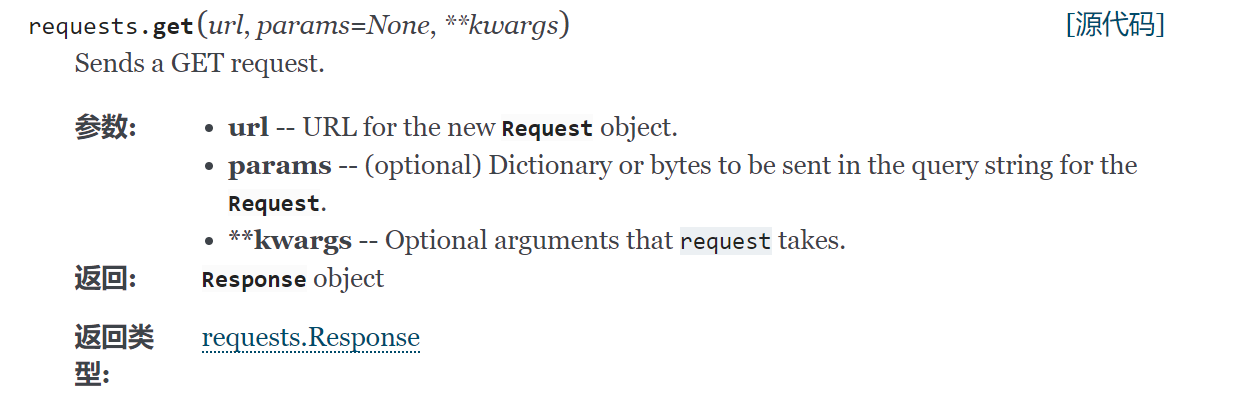 requests.get(url, params=None, **kwargs) [源代码]
Sends a GET request.
参数: • url -- URL for the new Request object.
• params -- (optional) Dictionary or bytes to be sent in the query string for the
Request.
• **kwargs -- Optional arguments that request takes.
返回: Response object
返回类 requests.Response
型: